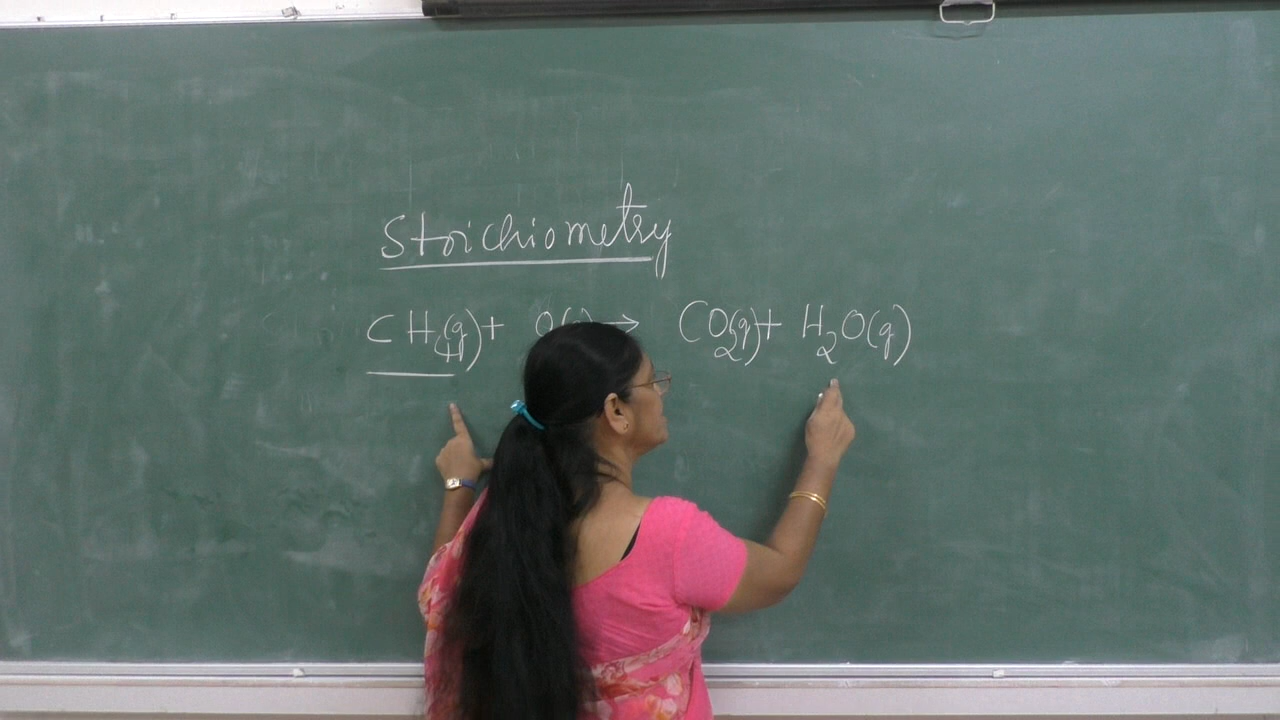 Stoichiometry
CH4(g) + O(g) → CO2(g) + H2O(g)